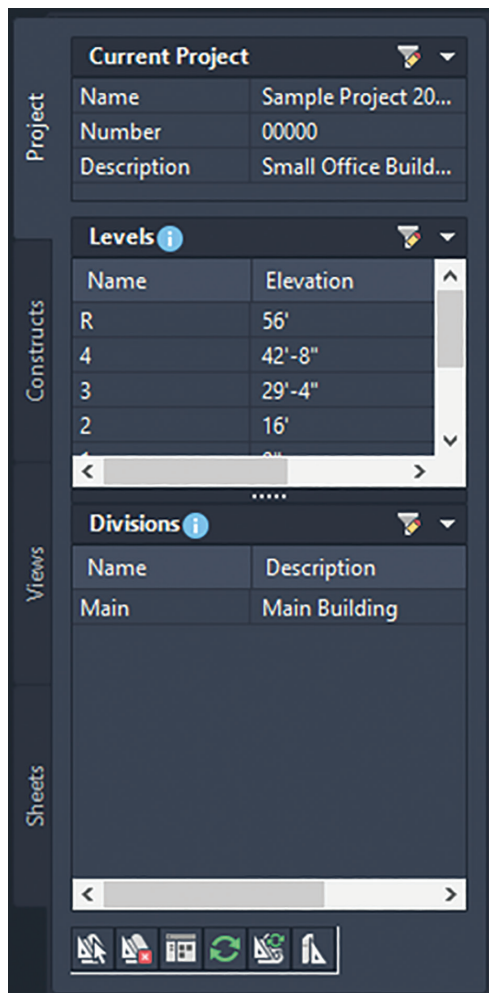 Current Project
Name Sample Project 20...
Number 00000
Description Small Office Build...
Levels
Name Elevation
R 56'
4 42'-8"
3 29'-4"
2 16'
Divisions
Name Description
Main Main Building
Project
Constructs
Views
Sheets